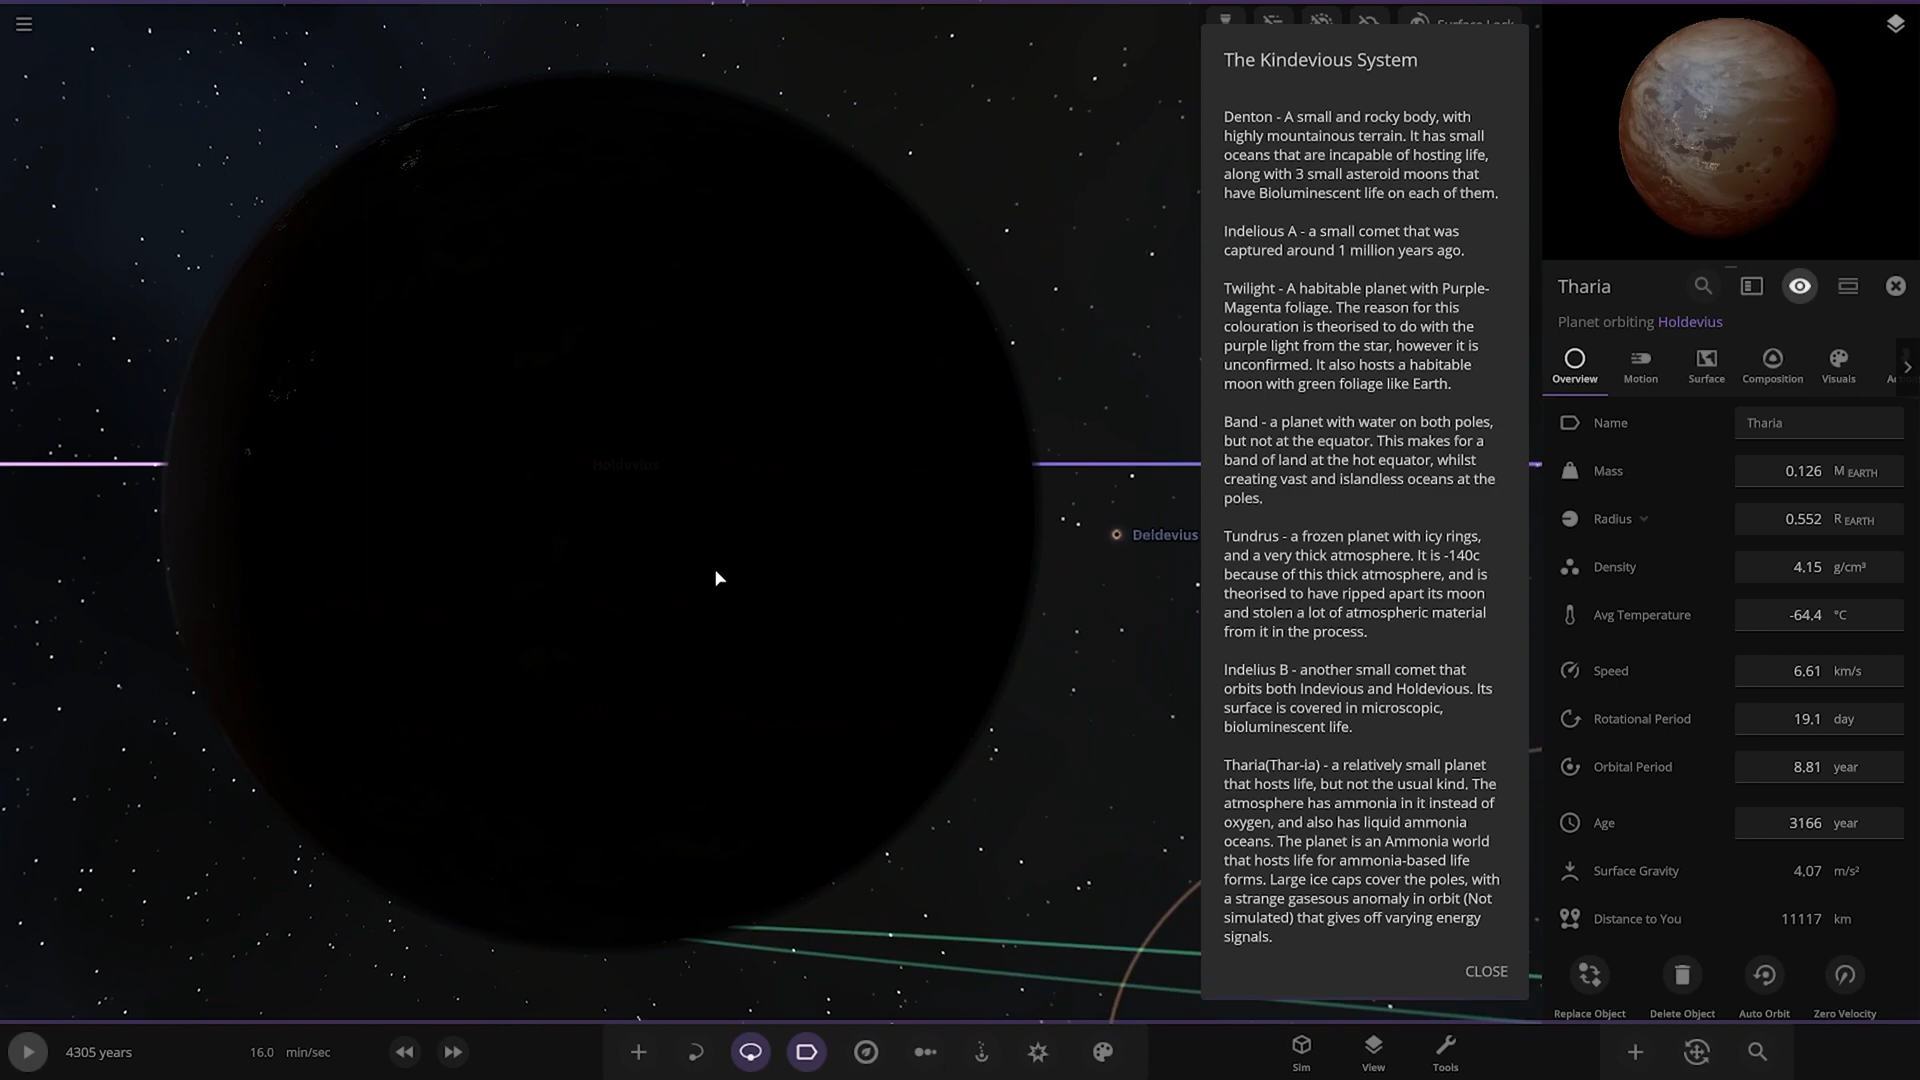 Surface Lock
The Kindevious System
Denton - A small and rocky body, with
highly mountainous terrain. It has small
oceans that are incapable of hosting life,
along with 3 small asteroid moons that
have Bioluminescent life on each of them.
Indelious A - a small comet that was
captured around 1 million years ago.
Twilight - A habitable planet with Purple-
Magenta foliage. The reason for this
colouration is theorised to do with the
purple light from the star, however it is
unconfirmed. It also hosts a habitable
moon with green foliage like Earth.
Band - a planet with water on both poles,
but not at the equator. This makes for a
band of land at the hot equator, whilst
creating vast and islandless oceans at the
poles.
Tundrus - a frozen planet with icy rings,
and a very thick atmosphere. It is -140c
because of this thick atmosphere, and is
theorised to have ripped apart its moon
and stolen a lot of atmospheric material
from it in the process.
Indelius B - another small comet that
orbits both Indevious and Holdevious. Its
surface is covered in microscopic,
bioluminescent life.
Tharia(Thar-ia) - a relatively small planet
that hosts life, but not the usual kind. The
atmosphere has ammonia in it instead of
oxygen, and also has liquid ammonia
oceans. The planet is an Ammonia world
that hosts life for ammonia-based life
forms. Large ice caps cover the poles, with
a strange gasesous anomaly in orbit (Not
simulated) that gives off varying energy
signals.
CLOSE
Holdevius
Deldevius
Tharia
Planet orbiting Holdevius
Overview Motion Surface Composition Visuals
Name Tharia
Mass 0.126 M EARTH
Radius 0.552 R EARTH
Density 4.15 g/cm³
Avg Temperature -64.4 °C
Speed 6.61 km/s
Rotational Period 19.1 day
Orbital Period 8.81 year
Age 3166 year
Surface Gravity 4.07 m/s²
Distance to You 11117 km
Replace Object Delete Object Auto Orbit Zero Velocity
4305 years 16.0 min/sec
Sim View Tools